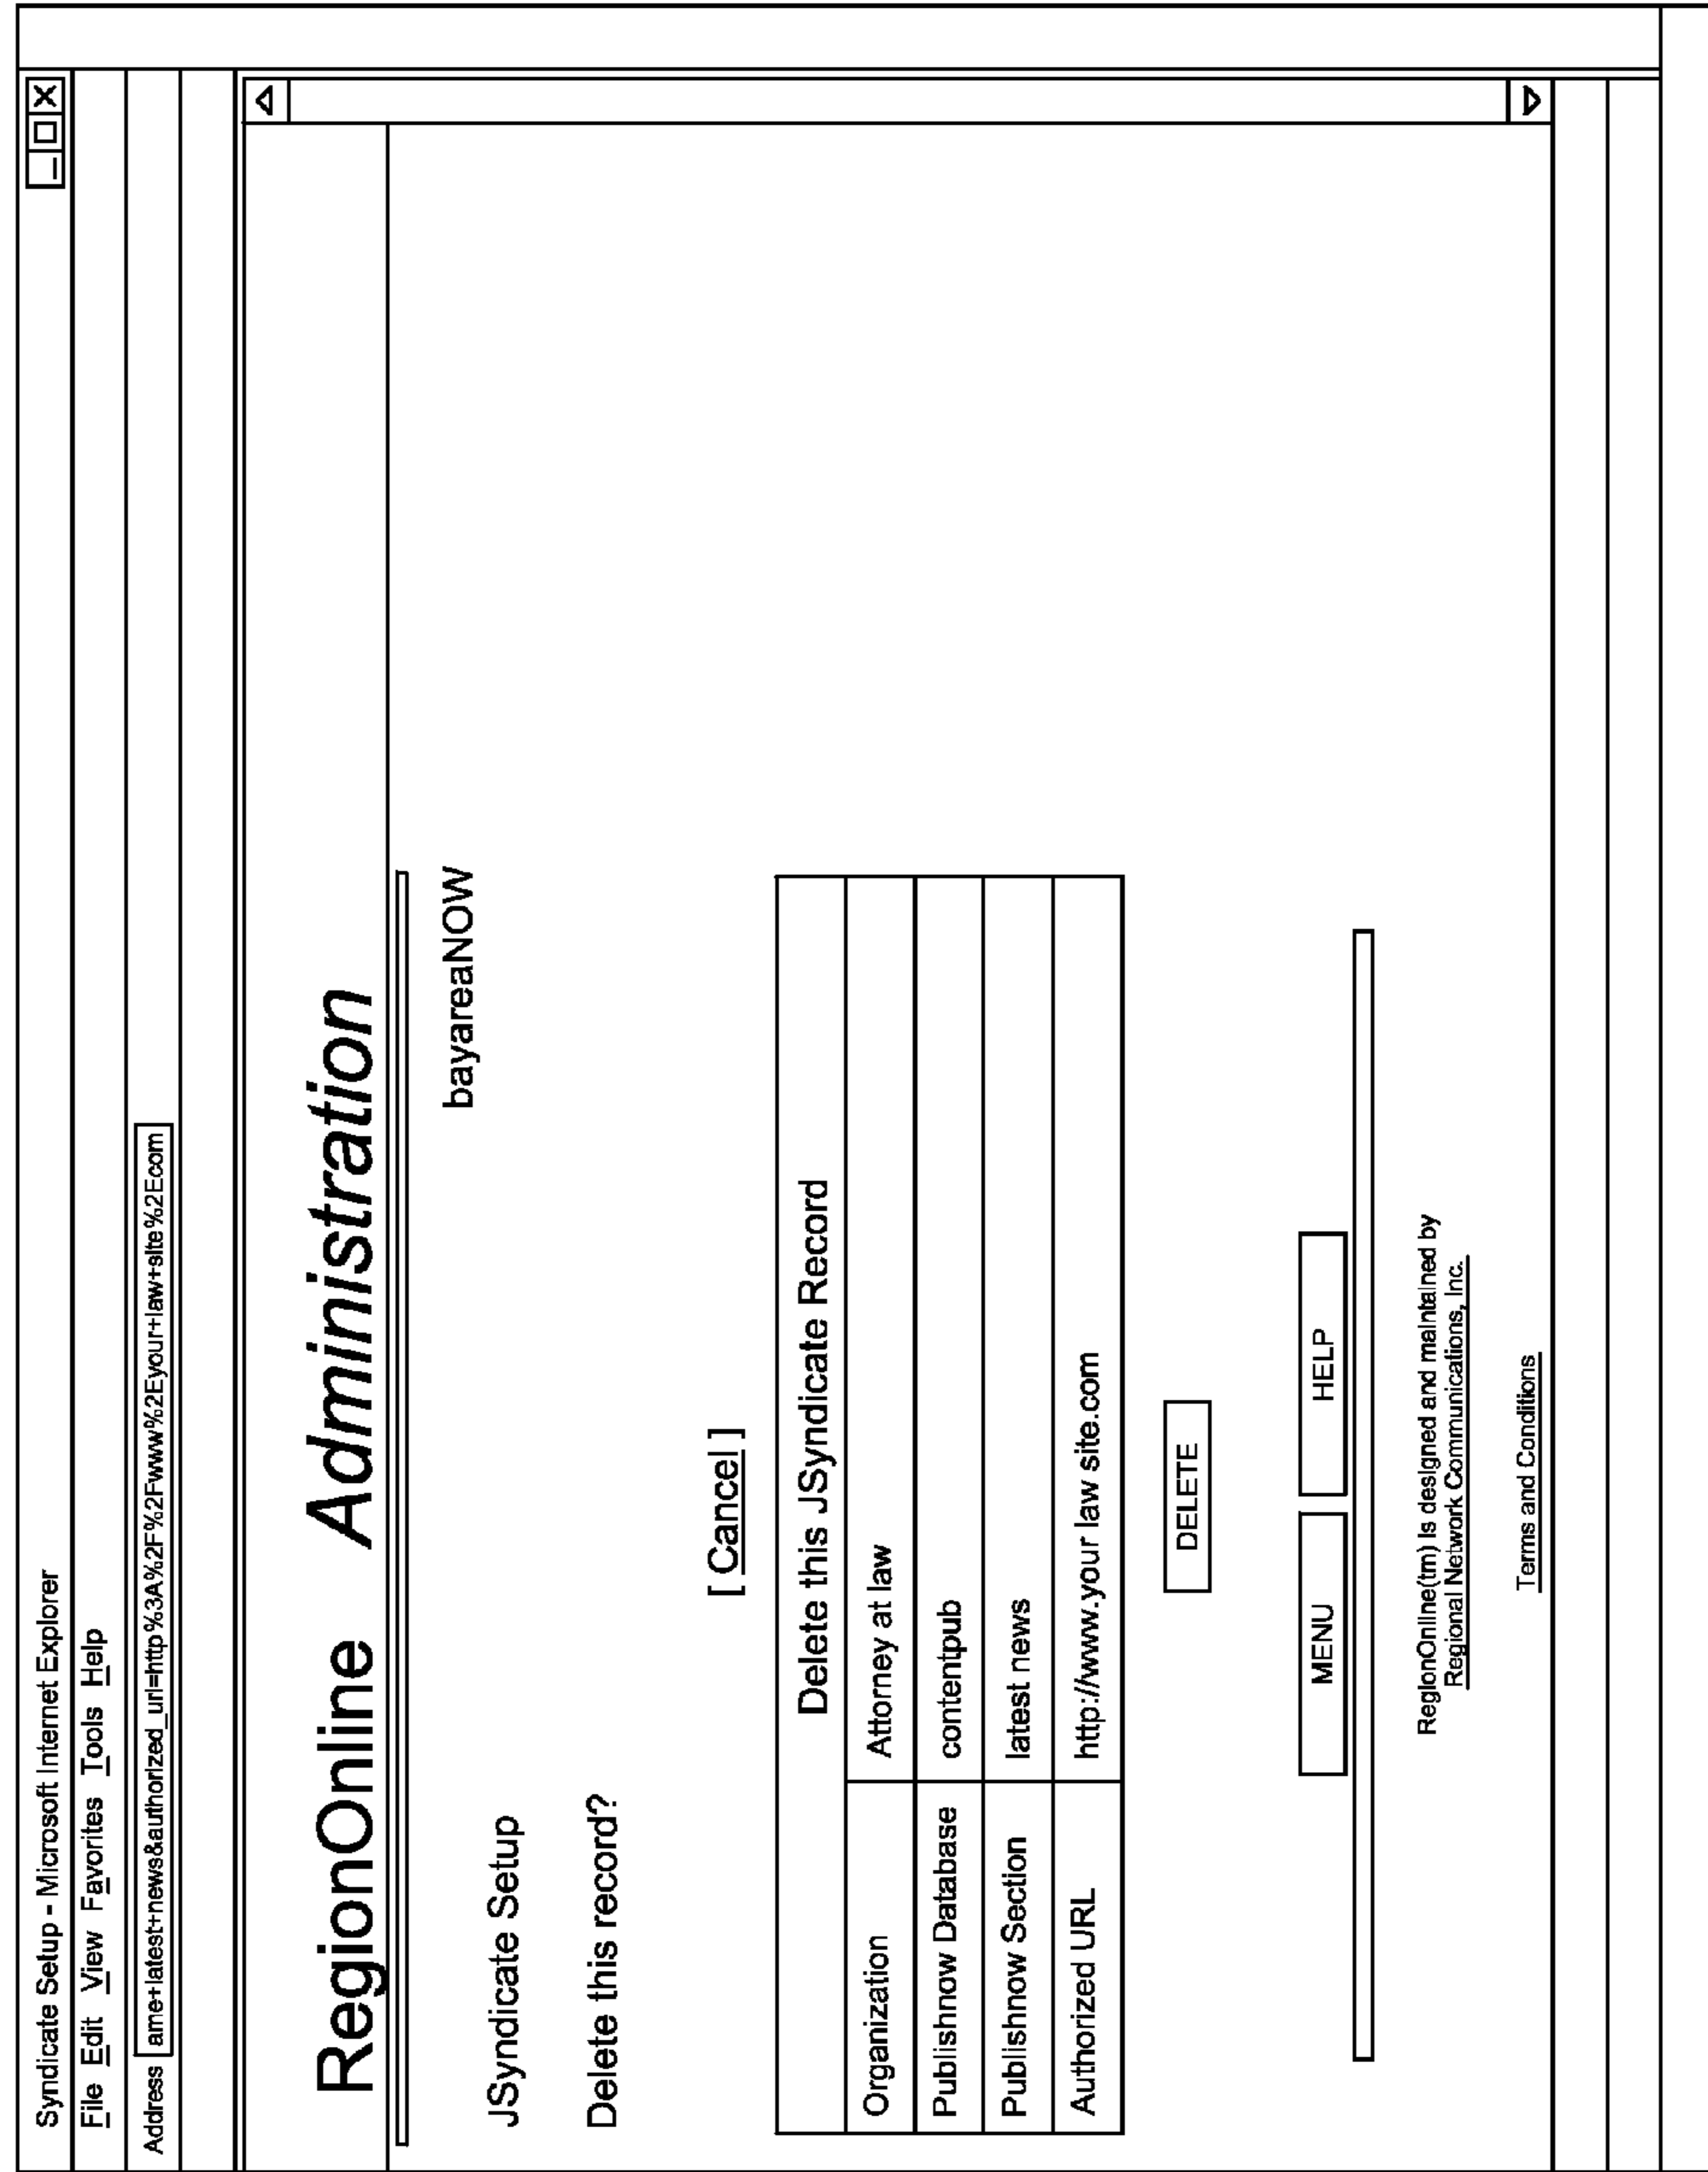 Syndicate Setup - Microsoft Internet Explorer
File Edit View Favorites Tools Help
Address ame+latest+news&authorized_url=http%3A%2F%2Fwww%2Eyour+law+site%2Ecom
RegionOnline Administration
bayareaNOW
JSyndicate Setup
Delete this record?
[ Cancel ]
Delete this JSyndicate Record
Organization Attorney at law
Publishnow Database contentpub
Publishnow Section latest news
Authorized URL http://www.your law site.com
DELETE
MENU HELP
RegionOnline(tm) is designed and maintained by
Regional Network Communications, Inc.
Terms and Conditions